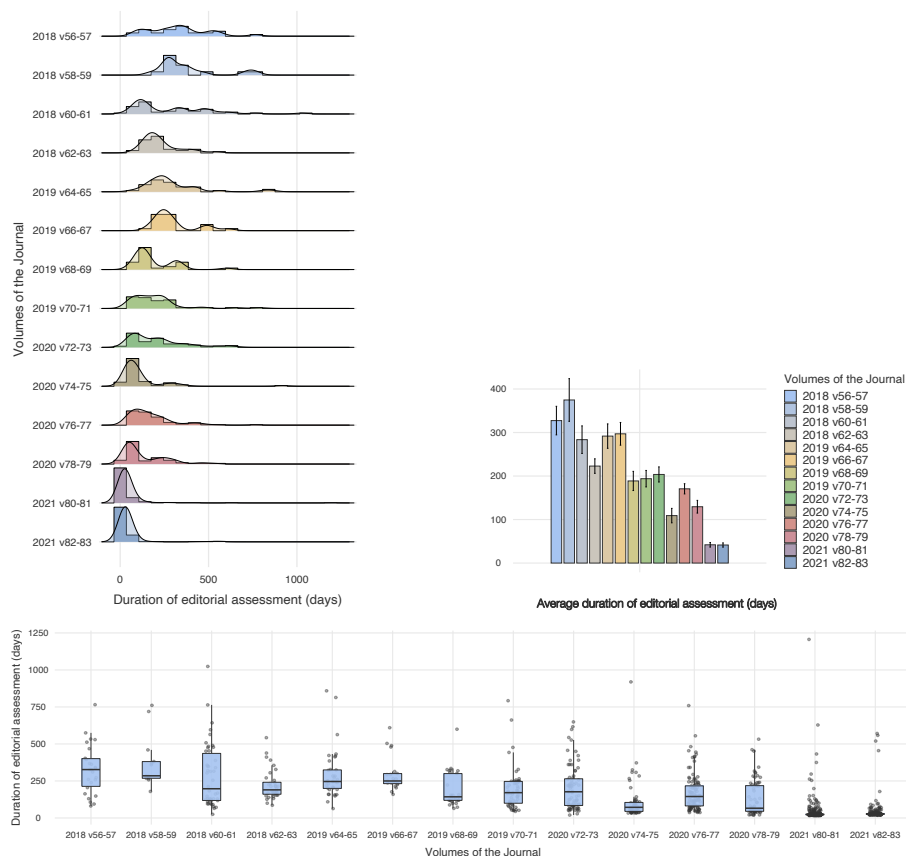 2018 v56-57
2018 v58-59
2018 v60-61
2018 v62-63
2019 v64-65
2019 v66-67
2019 v68-69
2019 v70-71
2020 v72-73
2020 v74-75
2020 v76-77
2020 v78-79
2021 v80-81
2021 v82-83
Volumes of the Journal
0 500 1000
Duration of editorial assessment (days)
400
300
200
100
0
Average duration of editorial assessment (days)
Volumes of the Journal
2018 v56-57
2018 v58-59
2018 v60-61
2018 v62-63
2019 v64-65
2019 v66-67
2019 v68-69
2019 v70-71
2020 v72-73
2020 v74-75
2020 v76-77
2020 v78-79
2021 v80-81
2021 v82-83
Duration of editorial assessment (days)
1250
1000
750
500
250
0
2018 v56-57 2018 v58-59 2018 v60-61 2018 v62-63 2019 v64-65 2019 v66-67 2019 v68-69 2019 v70-71 2020 v72-73 2020 v74-75 2020 v76-77 2020 v78-79 2021 v80-81 2021 v82-83
Volumes of the Journal